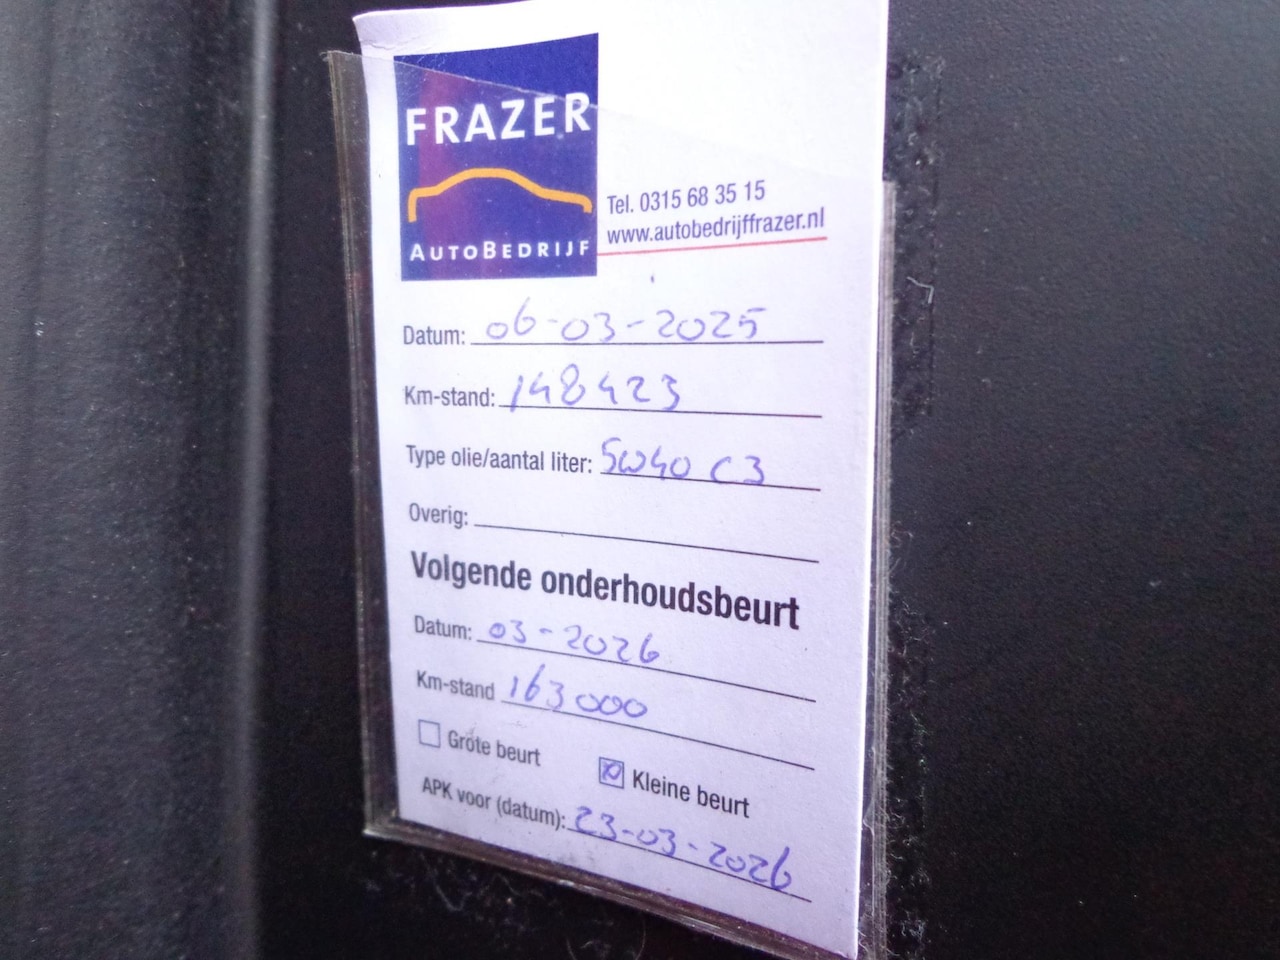 FRAZER
AUTOBEDRIJF
Tel. 0315 68 35 15
www.autobedrijffrazer.nl
Datum: 06-03-2025
Km-stand: 148423
Type olie/aantal liter: 5W40 C3
Overig:
Volgende onderhoudsbeurt
Datum: 03-2026
Km-stand 163000
Grote beurt Kleine beurt
APK voor (datum): 23-03-2026